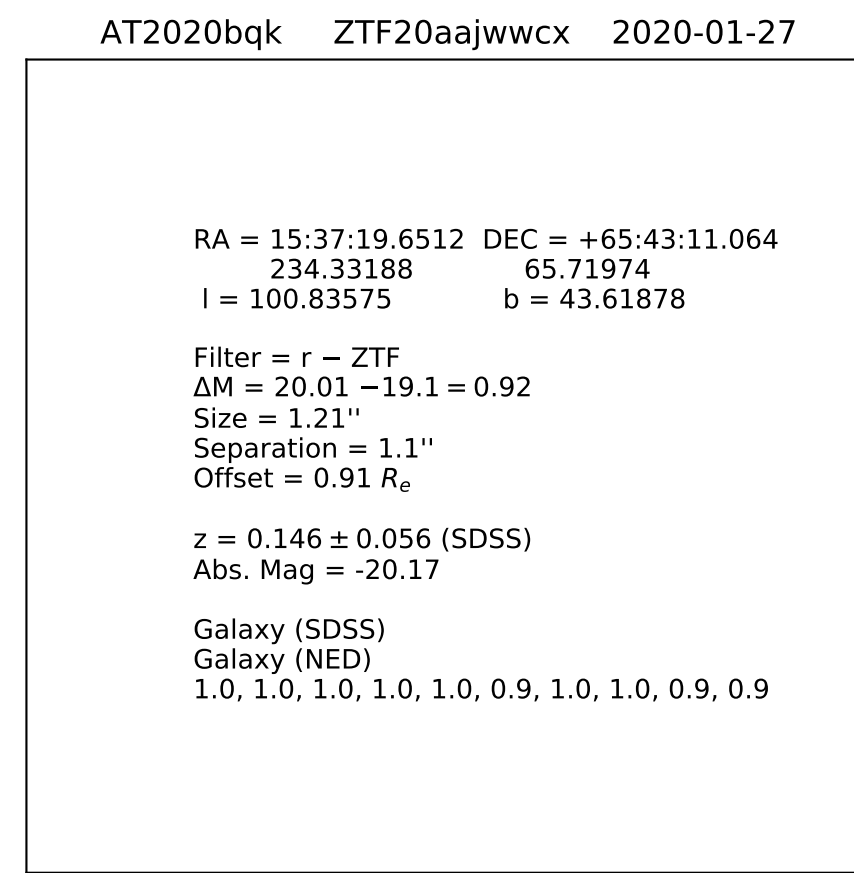 AT2020bqk ZTF20aajwwcx 2020-01-27
RA = 15:37:19.6512 DEC = +65:43:11.064
234.33188 65.71974
l = 100.83575 b = 43.61878
Filter = r − ZTF
ΔM = 20.01 −19.1 = 0.92
Size = 1.21''
Separation = 1.1''
Offset = 0.91 Re
z = 0.146 ± 0.056 (SDSS)
Abs. Mag = -20.17
Galaxy (SDSS)
Galaxy (NED)
1.0, 1.0, 1.0, 1.0, 1.0, 0.9, 1.0, 1.0, 0.9, 0.9